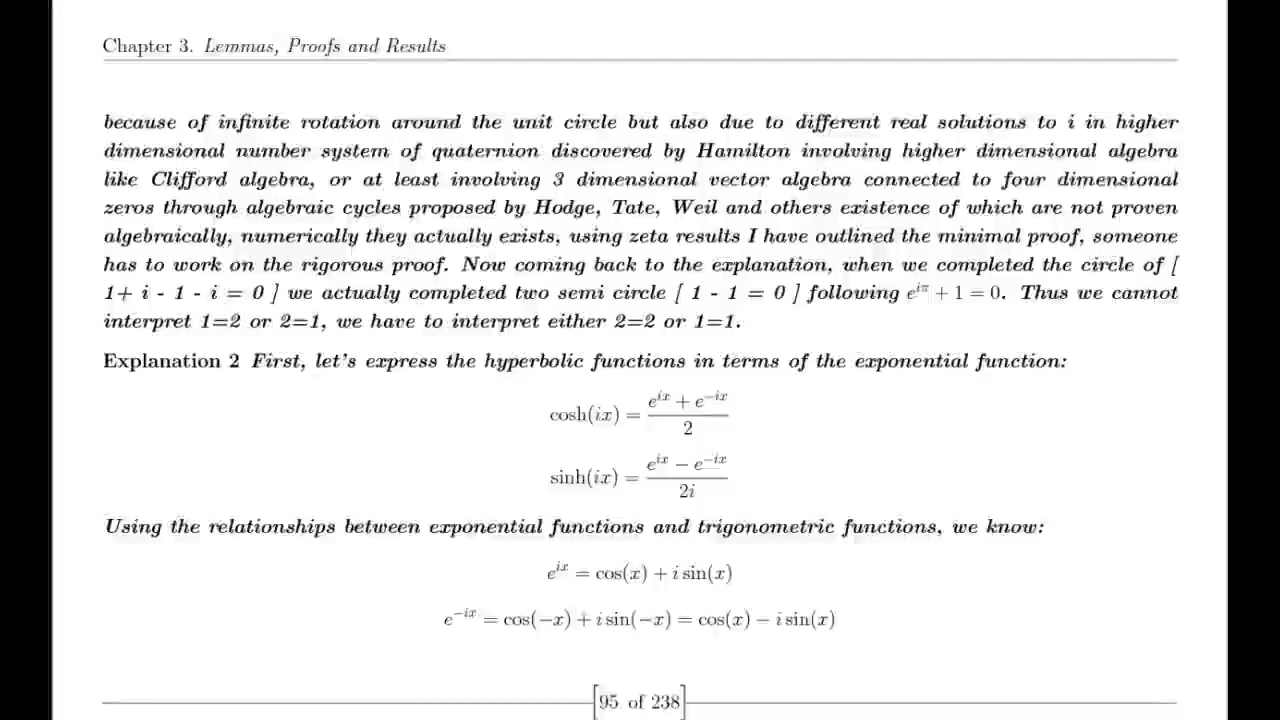 Chapter 3. Lemmas, Proofs and Results
because of infinite rotation around the unit circle but also due to different real solutions to i in higher
dimensional number system of quaternion discovered by Hamilton involving higher dimensional algebra
like Clifford algebra, or at least involving 3 dimensional vector algebra connected to four dimensional
zeros through algebraic cycles proposed by Hodge, Tate, Weil and others existence of which are not proven
algebraically, numerically they actually exists, using zeta results I have outlined the minimal proof, someone
has to work on the rigorous proof. Now coming back to the explanation, when we completed the circle of [
1+ i - 1 - i = 0 ] we actually completed two semi circle [ 1 - 1 = 0 ] following e^{iπ} + 1 = 0. Thus we cannot
interpret 1=2 or 2=1, we have to interpret either 2=2 or 1=1.
Explanation 2 First, let's express the hyperbolic functions in terms of the exponential function:
cosh(ix) = \frac{e^{ix} + e^{-ix}}{2}
sinh(ix) = \frac{e^{ix} − e^{-ix}}{2i}
Using the relationships between exponential functions and trigonometric functions, we know:
e^{ix} = cos(x) + i sin(x)
e^{-ix} = cos(−x) + i sin(−x) = cos(x) − i sin(x)
[95 of 238]